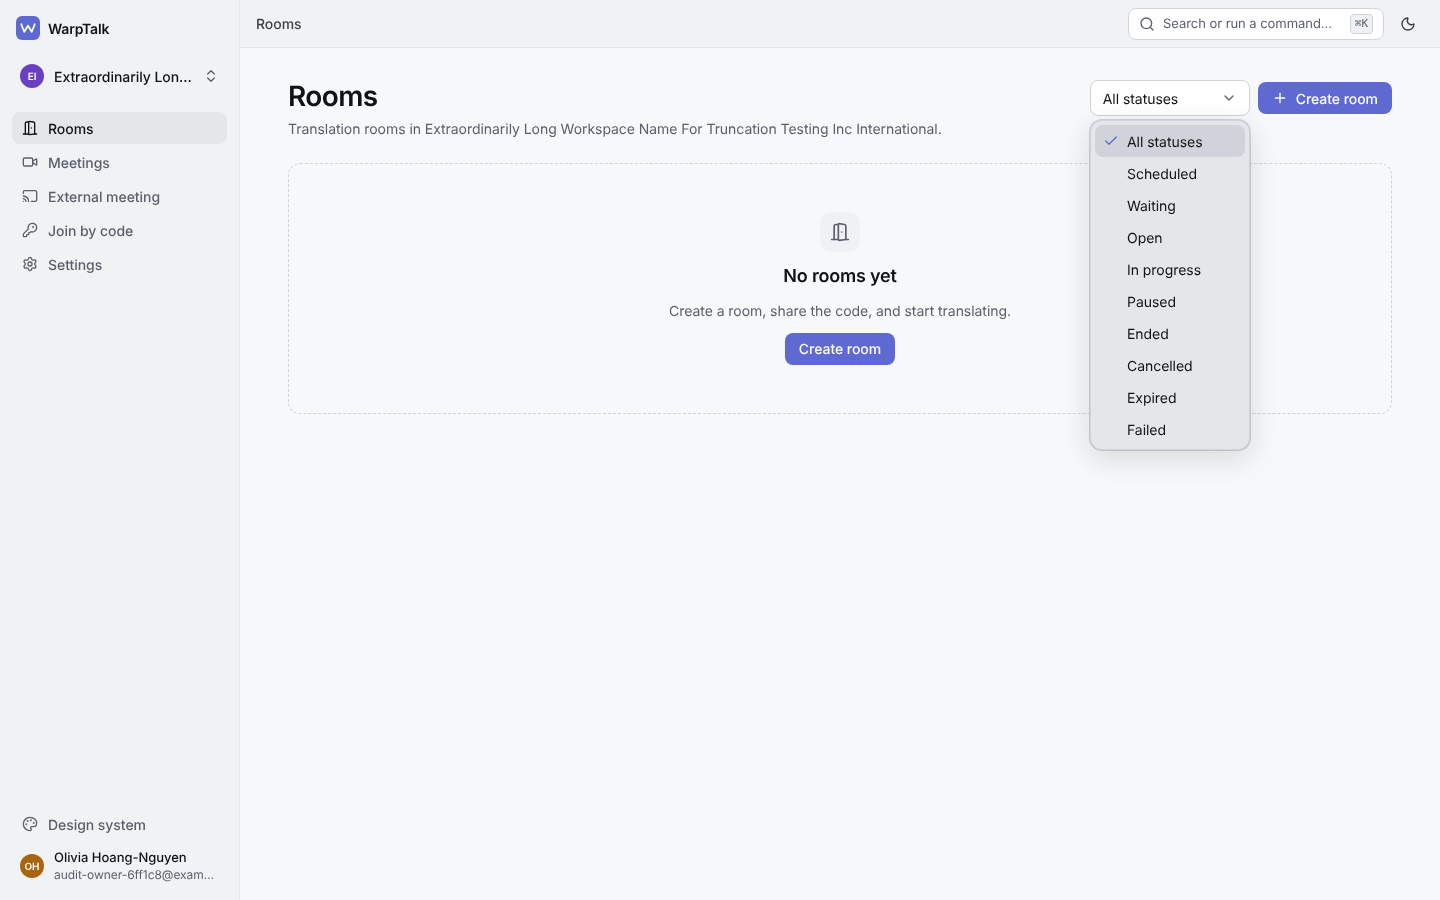 WarpTalk
EI
Extraordinarily Lon...
Rooms
Meetings
External meeting
Join by code
Settings
Design system
OH
Olivia Hoang-Nguyen
audit-owner-6ff1c8@exam...
Rooms
Search or run a command...
⌘K
Rooms
Translation rooms in Extraordinarily Long Workspace Name For Truncation Testing Inc International.
All statuses
Create room
All statuses
Scheduled
Waiting
Open
In progress
Paused
Ended
Cancelled
Expired
Failed
No rooms yet
Create a room, share the code, and start translating.
Create room